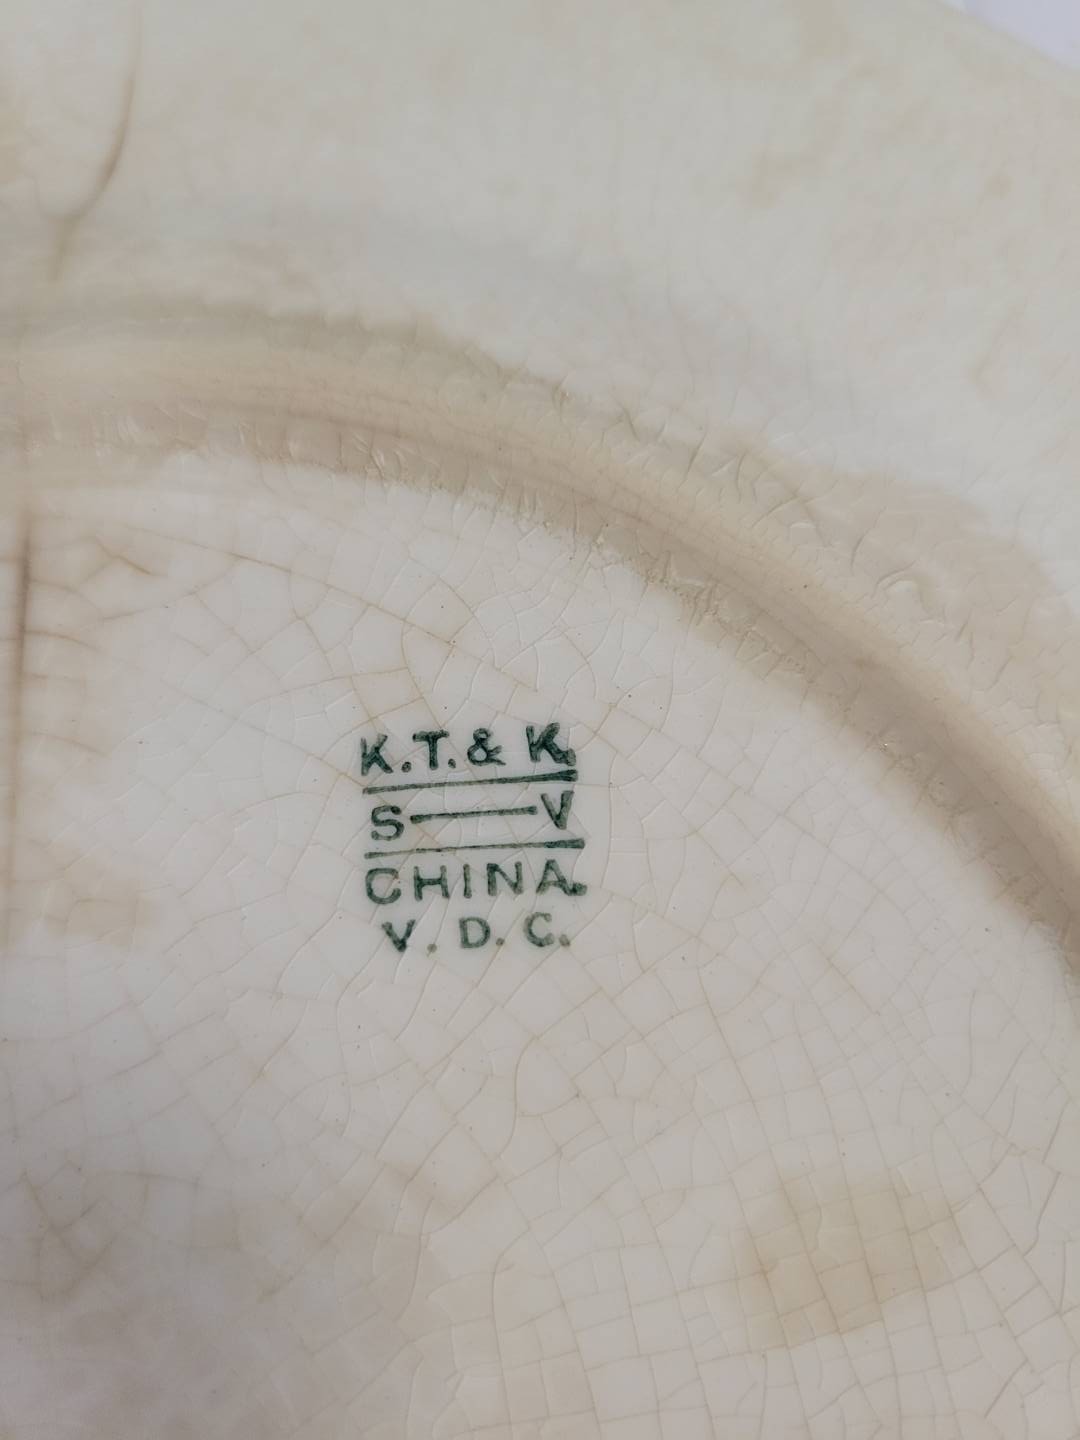 K.T. & K.
S——V
CHINA.
V. D. C.